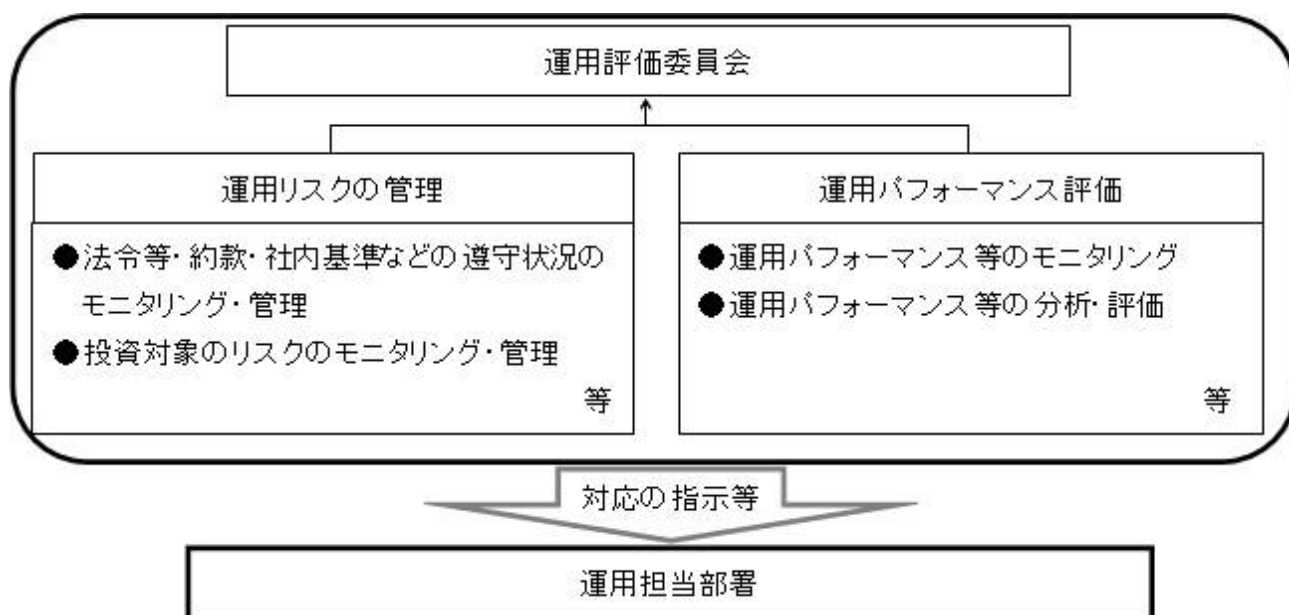 運用評価委員会
運用リスクの管理
●法令等・約款・社内基準などの遵守状況の
モニタリング・管理
●投資対象のリスクのモニタリング・管理
等
運用パフォーマンス評価
●運用パフォーマンス等のモニタリング
●運用パフォーマンス等の分析・評価
等
対応の指示等
運用担当部署